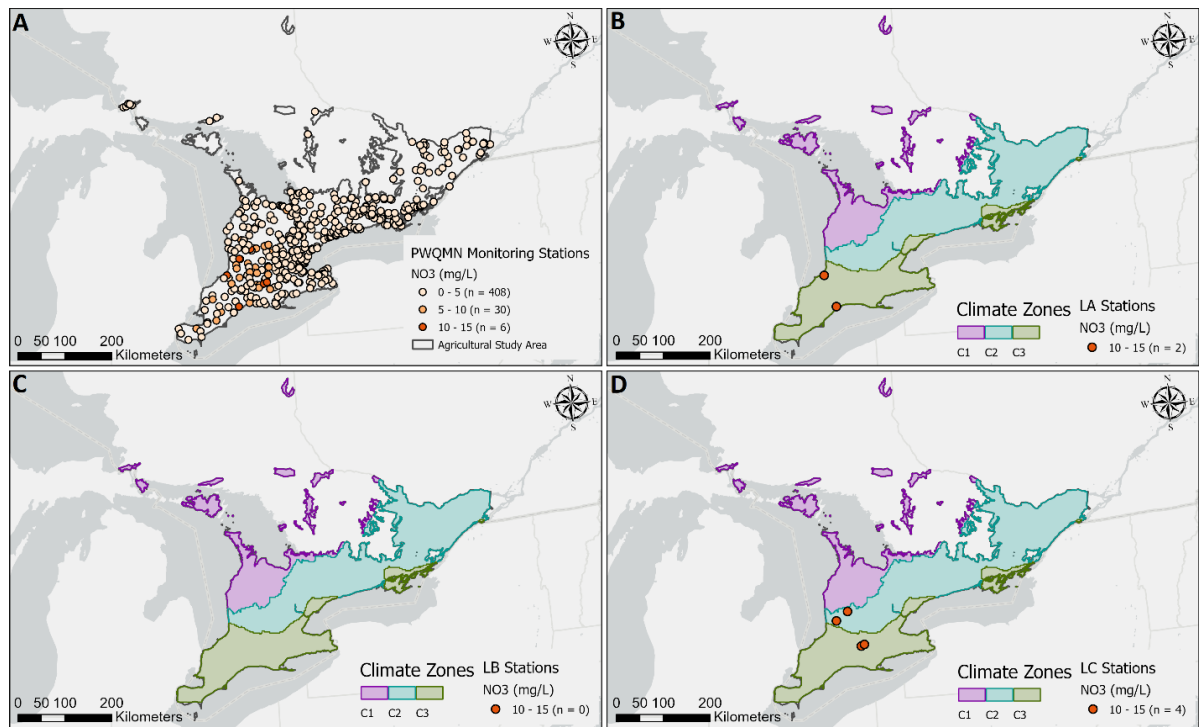 A
N
W E
S
PWQMN Monitoring Stations
NO3 (mg/L)
0 - 5 (n = 408)
5 - 10 (n = 30)
10 - 15 (n = 6)
Agricultural Study Area
0 50 100 200
Kilometers
B
N
W E
S
Climate Zones
C1 C2 C3
LA Stations
NO3 (mg/L)
10 - 15 (n = 2)
0 50 100 200
Kilometers
C
N
W E
S
Climate Zones
C1 C2 C3
LB Stations
NO3 (mg/L)
10 - 15 (n = 0)
0 50 100 200
Kilometers
D
N
W E
S
Climate Zones
C1 C2 C3
LC Stations
NO3 (mg/L)
10 - 15 (n = 4)
0 50 100 200
Kilometers